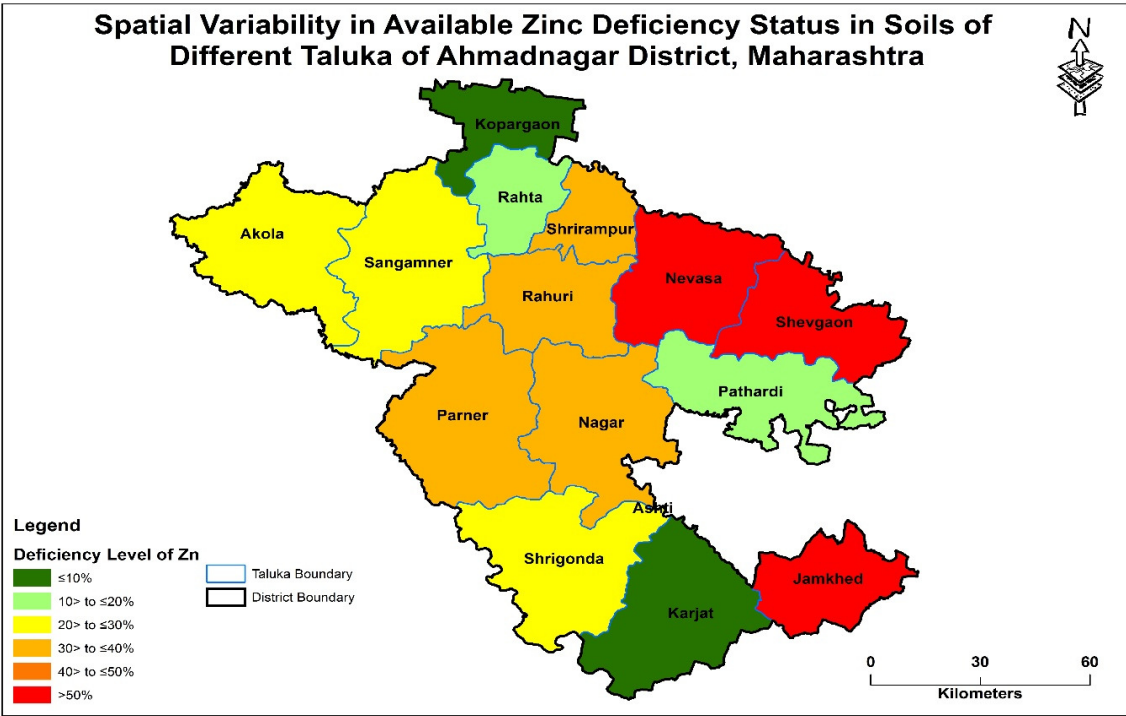 Spatial Variability in Available Zinc Deficiency Status in Soils of
Different Taluka of Ahmadnagar District, Maharashtra
N
Kopargaon
Rahta
Shrirampur
Akola
Sangamner
Nevasa
Rahuri
Shevgaon
Pathardi
Parner
Nagar
Ashti
Shrigonda
Jamkhed
Karjat
Legend
Deficiency Level of Zn
≤10%
10> to ≤20%
20> to ≤30%
30> to ≤40%
40> to ≤50%
>50%
Taluka Boundary
District Boundary
0 30 60
Kilometers